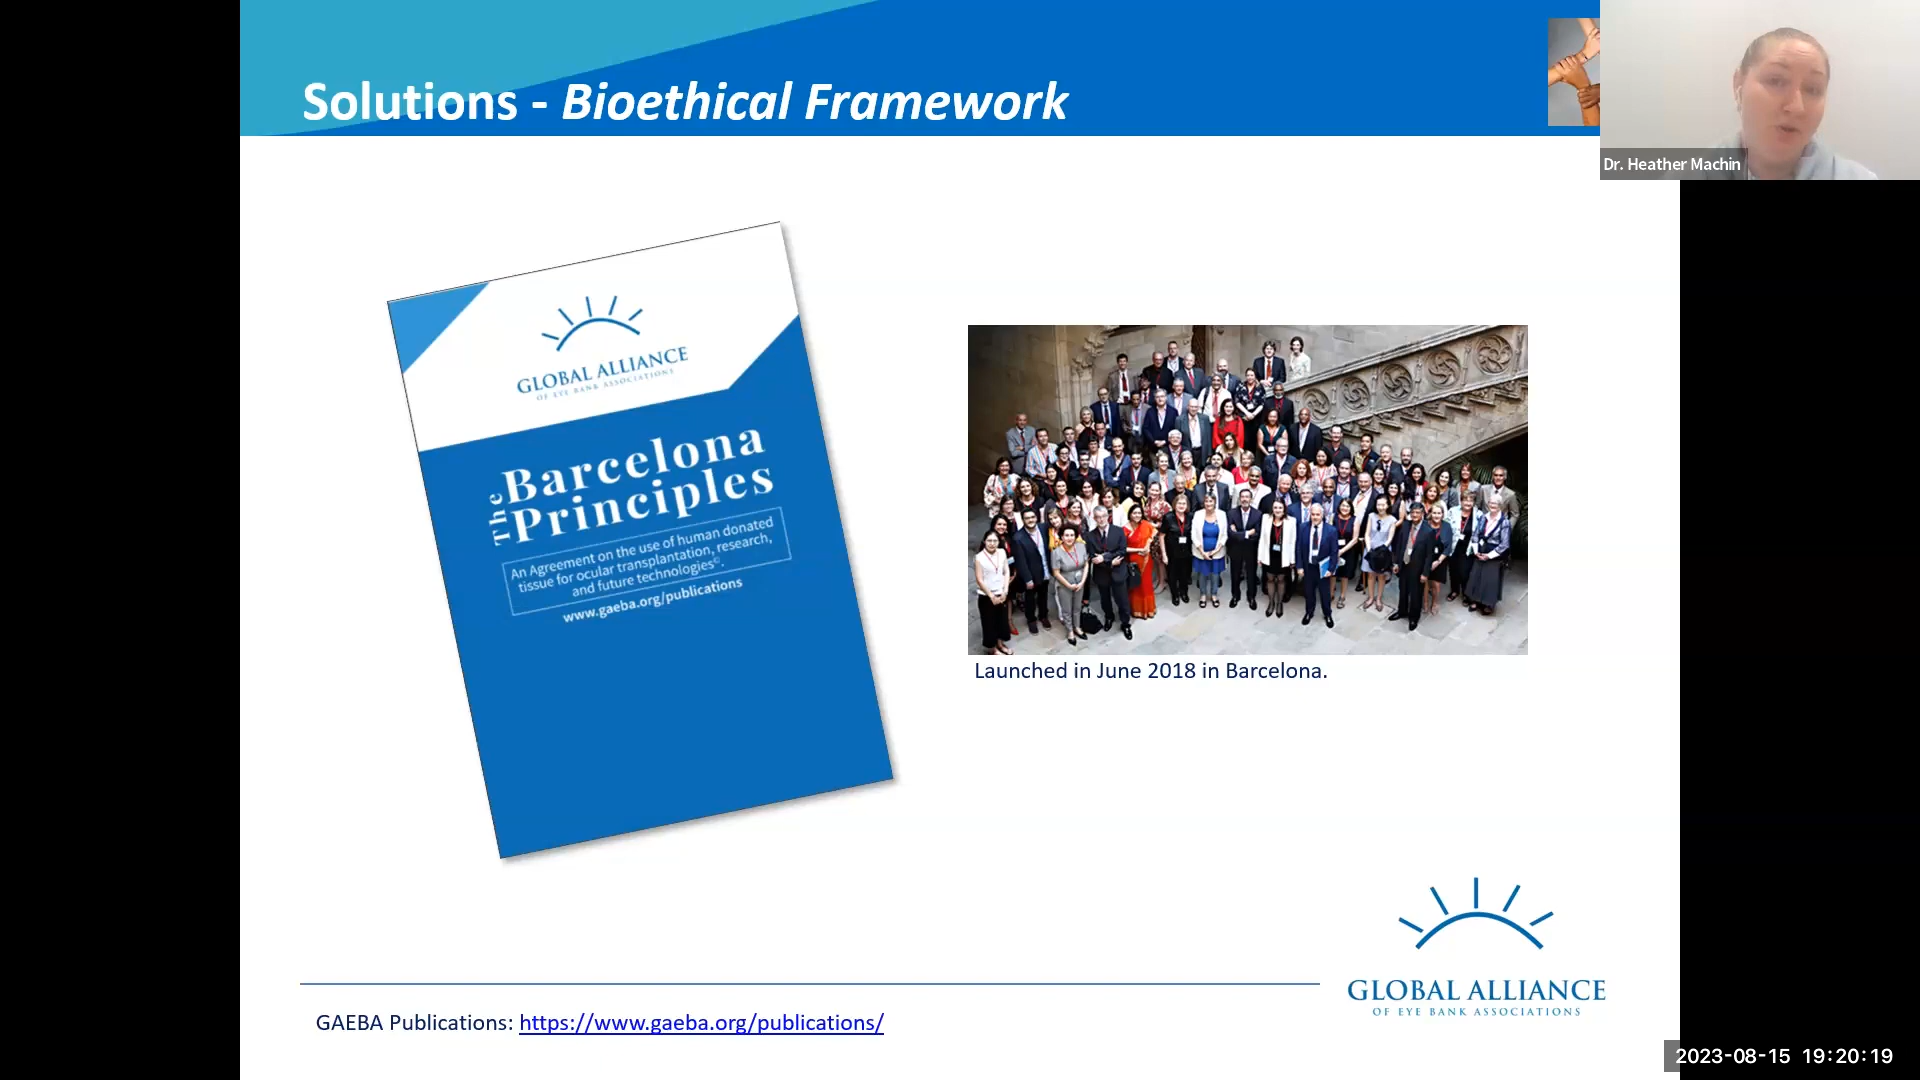 Solutions - Bioethical Framework
Dr. Heather Machin
GLOBAL ALLIANCE
OF EYE BANK ASSOCIATIONS
The Barcelona
Principles
An Agreement on the use of human donated
tissue for ocular transplantation, research,
and future technologies©.
www.gaeba.org/publications
Launched in June 2018 in Barcelona.
GLOBAL ALLIANCE
OF EYE BANK ASSOCIATIONS
GAEBA Publications: https://www.gaeba.org/publications/
2023-08-15 19:20:19